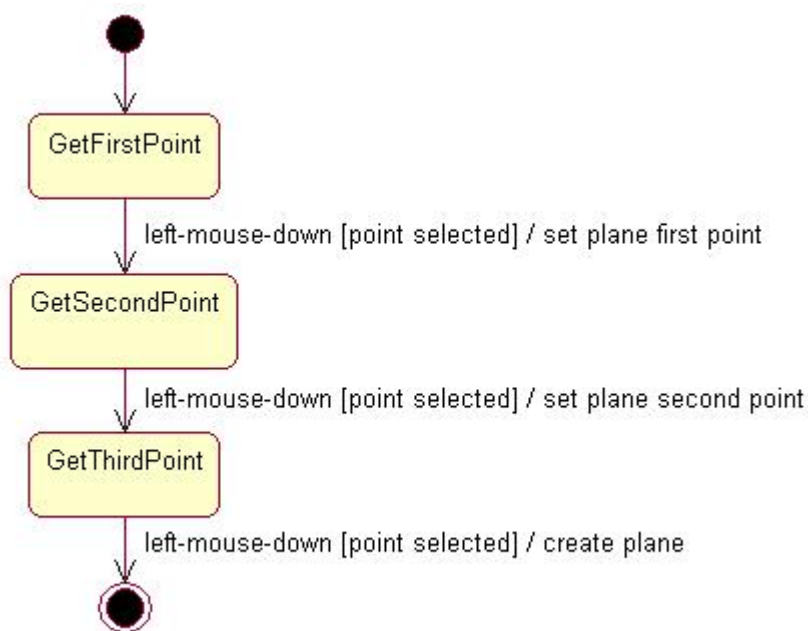 GetFirstPoint
left-mouse-down [point selected] / set plane first point
GetSecondPoint
left-mouse-down [point selected] / set plane second point
GetThirdPoint
left-mouse-down [point selected] / create plane